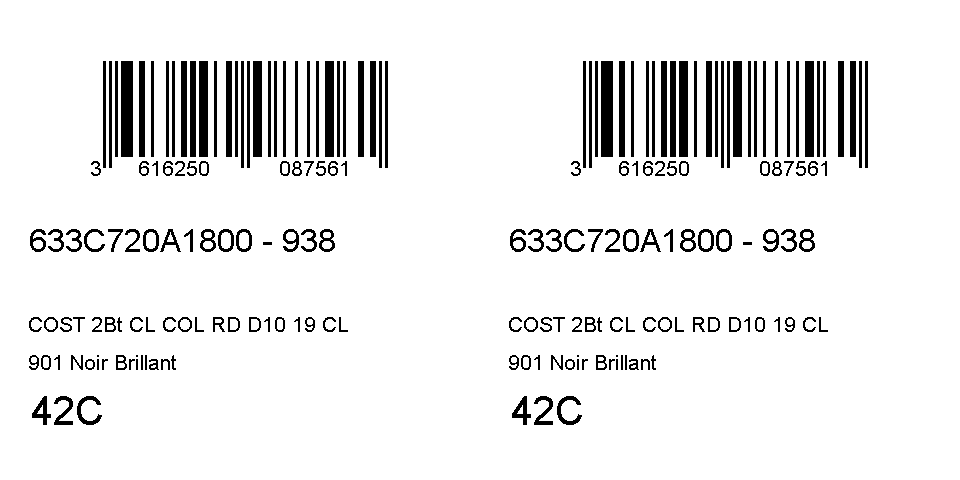 3 616250 087561
633C720A1800 - 938
COST 2Bt CL COL RD D10 19 CL
901 Noir Brillant
42C
3 616250 087561
633C720A1800 - 938
COST 2Bt CL COL RD D10 19 CL
901 Noir Brillant
42C